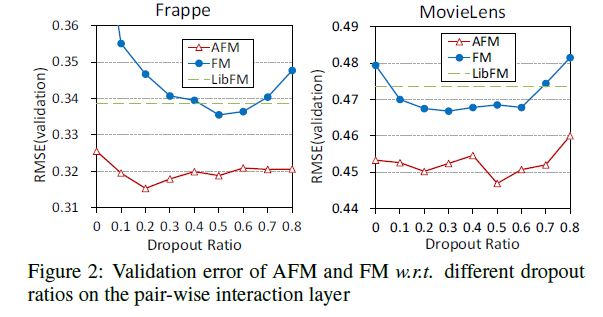 Frappe
MovieLens
RMSE(validation)
0.36
0.35
0.34
0.33
0.32
0.31
AFM
FM
LibFM
0 0.1 0.2 0.3 0.4 0.5 0.6 0.7 0.8
Dropout Ratio
RMSE(validation)
0.49
0.48
0.47
0.46
0.45
0.44
AFM
FM
LibFM
0 0.1 0.2 0.3 0.4 0.5 0.6 0.7 0.8
Dropout Ratio
Figure 2: Validation error of AFM and FM w.r.t. different dropout
ratios on the pair-wise interaction layer